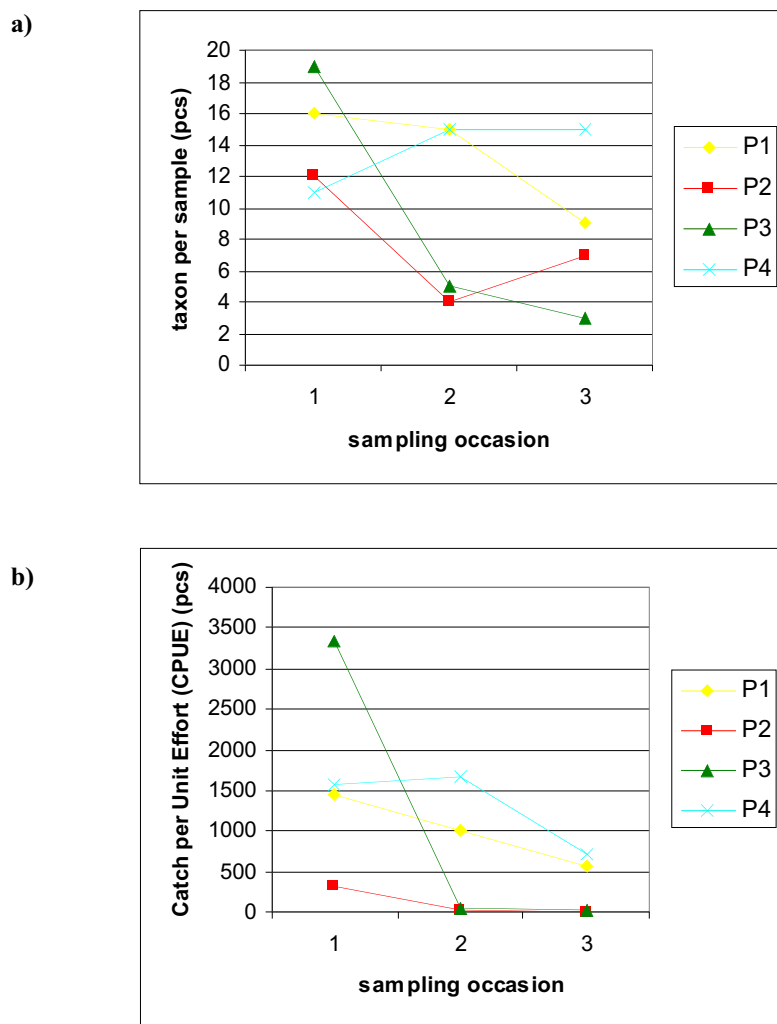 a)
20
18
16
14
12
10
8
6
4
2
0
taxon per sample (pcs)
1 2 3
sampling occasion
P1
P2
P3
P4
b)
4000
3500
3000
2500
2000
1500
1000
500
0
Catch per Unit Effort (CPUE) (pcs)
1 2 3
sampling occasion
P1
P2
P3
P4